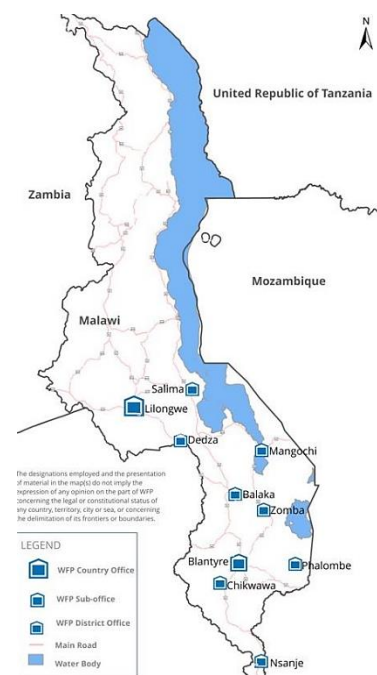 N
United Republic of Tanzania
Zambia
Mozambique
Malawi
Salima
Lilongwe
Dedza
Mangochi
The designations employed and the presentation
of material in the map(s) do not imply the
expression of any opinion on the part of WFP
concerning the legal or constitutional status of
any country, territory, city or sea, or concerning
the delimitation of its frontiers or boundaries.
Balaka
Zomba
LEGEND
Blantyre
Phalombe
WFP Country Office
Chikwawa
WFP Sub-office
WFP District Office
Main Road
Water Body
Nsanje